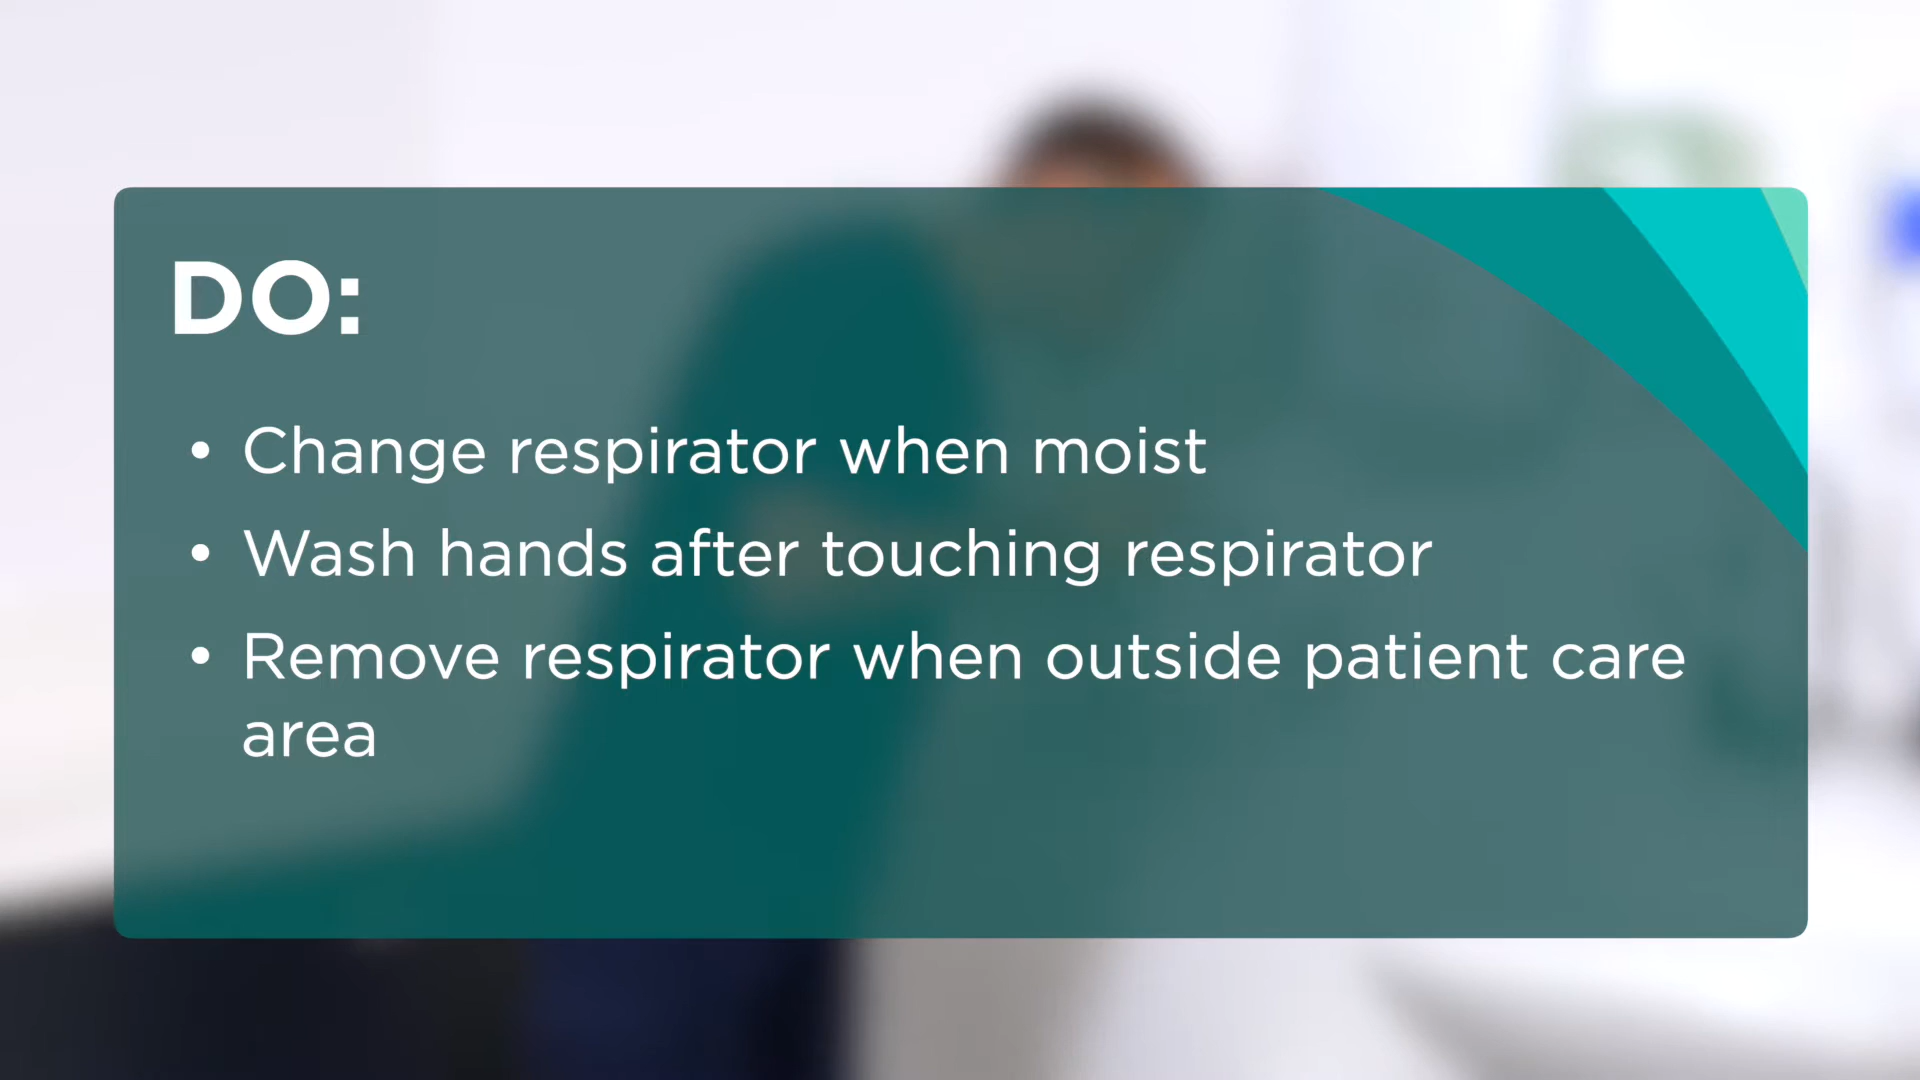 DO:
• Change respirator when moist
• Wash hands after touching respirator
• Remove respirator when outside patient care
area